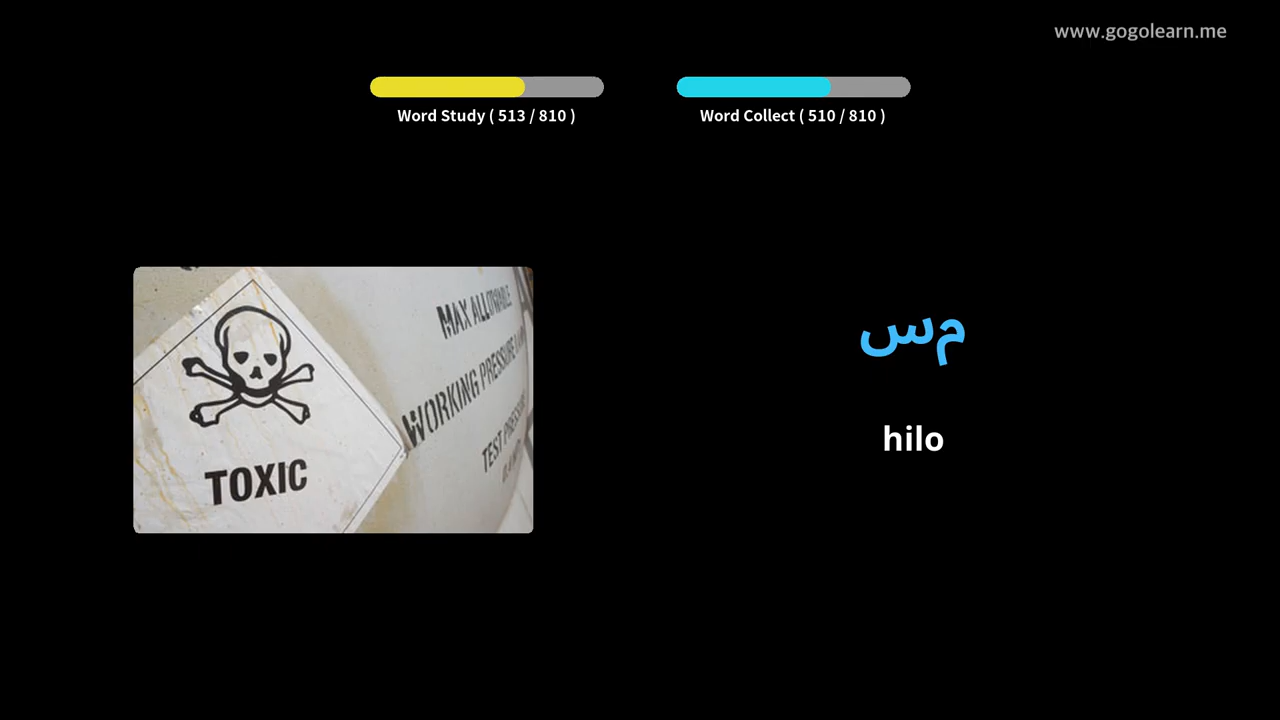 www.gogolearn.me
Word Study ( 513 / 810 )
Word Collect ( 510 / 810 )
TOXIC
MAX ALLOWABLE
WORKING PRESSURE
TEST PRESSURE
مس
hilo